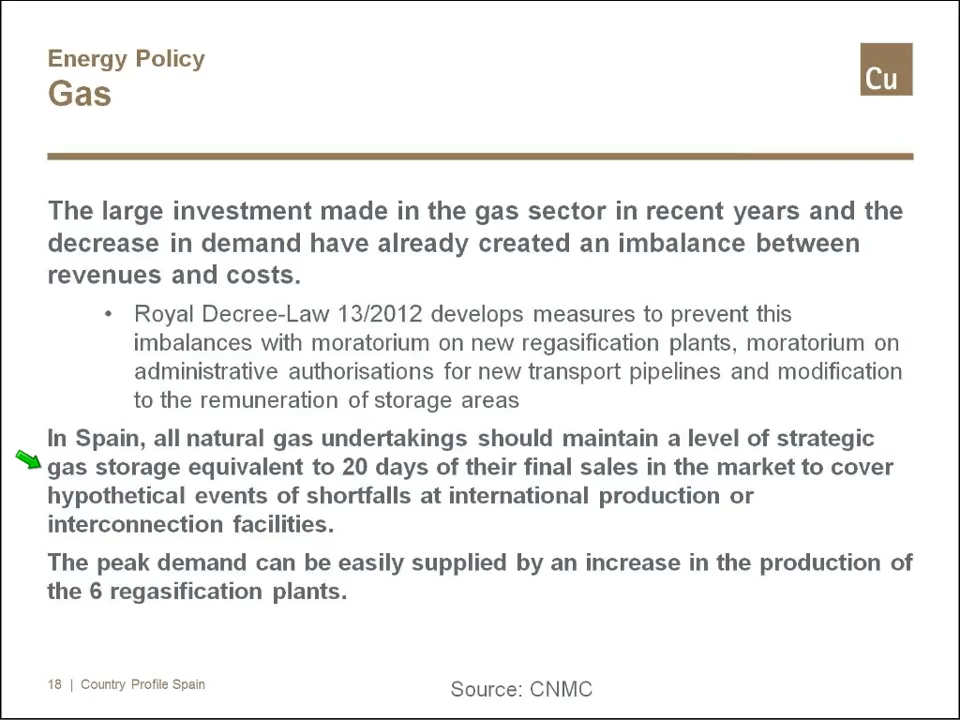 Energy Policy
Gas
Cu
The large investment made in the gas sector in recent years and the
decrease in demand have already created an imbalance between
revenues and costs.
• Royal Decree-Law 13/2012 develops measures to prevent this
imbalances with moratorium on new regasification plants, moratorium on
administrative authorisations for new transport pipelines and modification
to the remuneration of storage areas
In Spain, all natural gas undertakings should maintain a level of strategic
gas storage equivalent to 20 days of their final sales in the market to cover
hypothetical events of shortfalls at international production or
interconnection facilities.
The peak demand can be easily supplied by an increase in the production of
the 6 regasification plants.
18 | Country Profile Spain
Source: CNMC